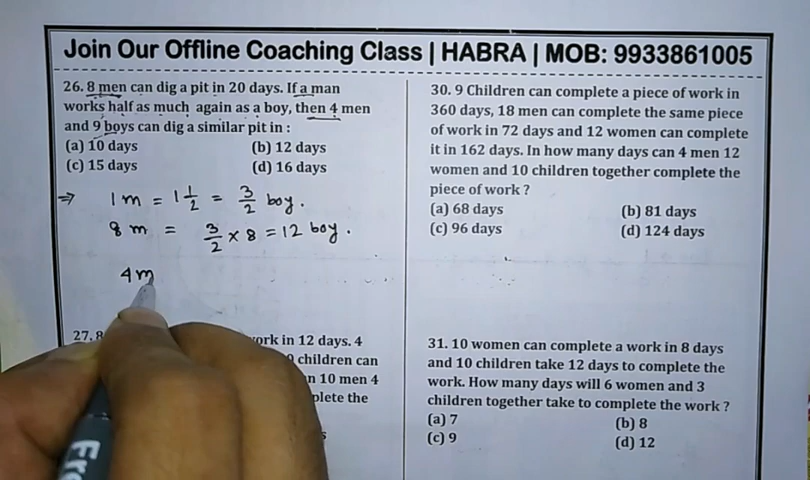 Join Our Offline Coaching Class | HABRA | MOB: 9933861005
26. 8 men can dig a pit in 20 days. If a man
works half as much again as a boy, then 4 men
and 9 boys can dig a similar pit in :
(a) 10 days (b) 12 days
(c) 15 days (d) 16 days
⇒ 1 m = 1 1/2 = 3/2 boy.
8 m = 3/2 × 8 = 12 boy.
4 m
27. 8
work in 12 days. 4
children can
10 men 4
30. 9 Children can complete a piece of work in
360 days, 18 men can complete the same piece
of work in 72 days and 12 women can complete
it in 162 days. In how many days can 4 men 12
women and 10 children together complete the
piece of work ?
(a) 68 days (b) 81 days
(c) 96 days (d) 124 days
31. 10 women can complete a work in 8 days
and 10 children take 12 days to complete the
work. How many days will 6 women and 3
children together take to complete the work ?
(a) 7 (b) 8
(c) 9 (d) 12